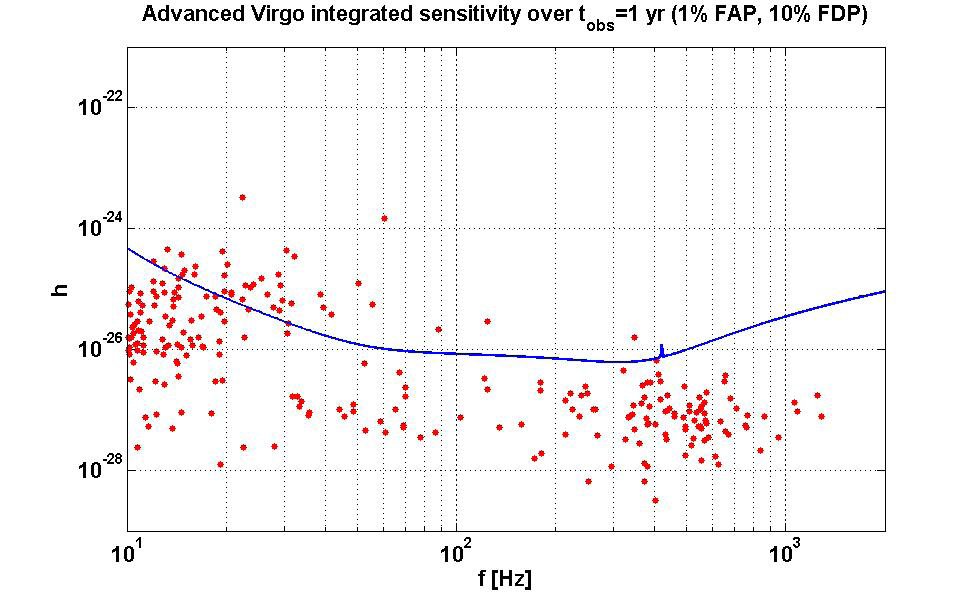 Advanced Virgo integrated sensitivity over t_obs=1 yr (1% FAP, 10% FDP)
10^-22
10^-24
h
10^-26
10^-28
10^1
10^2
10^3
f [Hz]